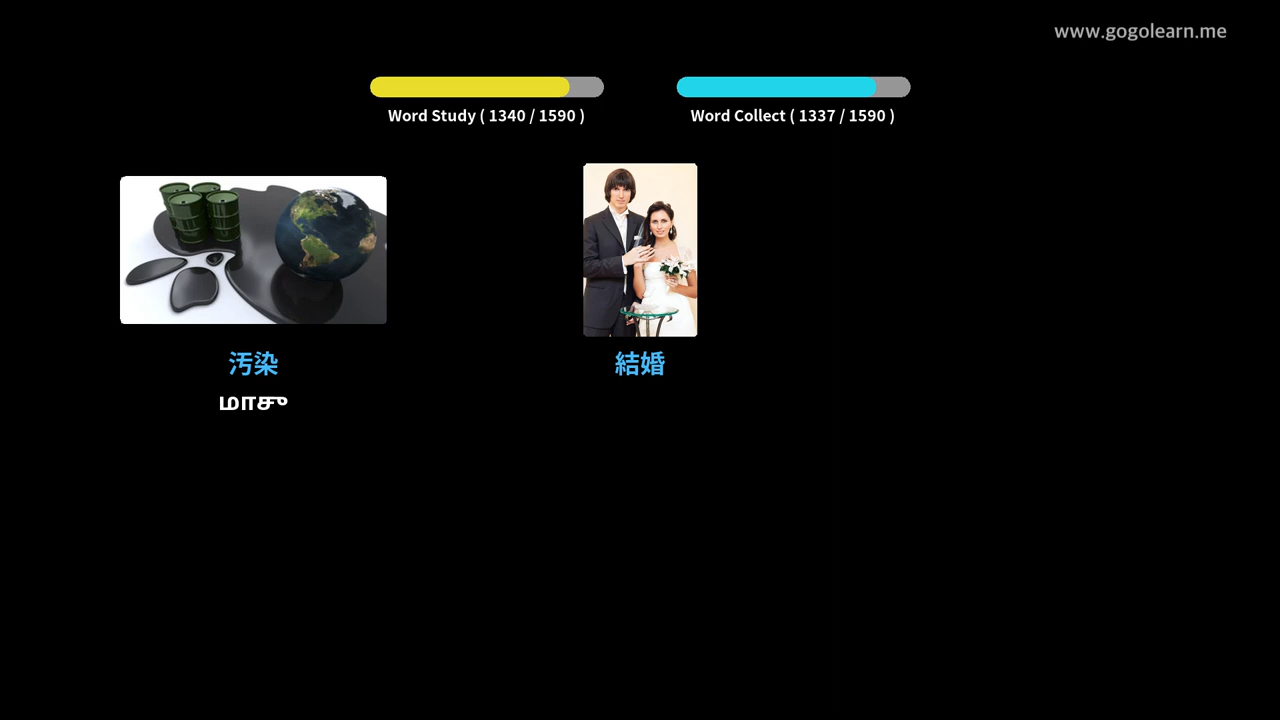 www.gogolearn.me
Word Study ( 1340 / 1590 )
Word Collect ( 1337 / 1590 )
汚染
結婚
மாசு